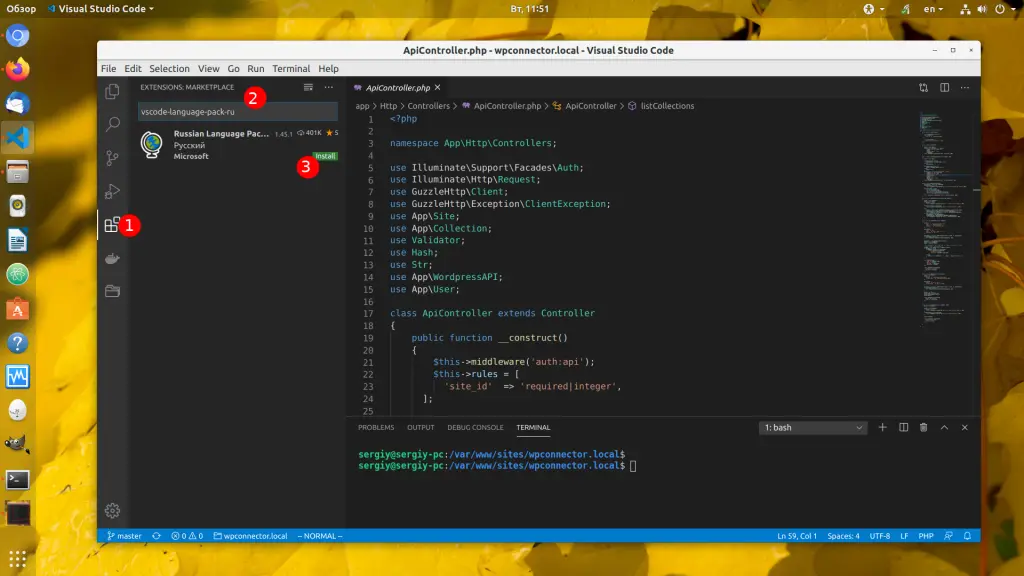 Обзор Visual Studio Code Вт, 11:51 en
ApiController.php - wpconnector.local - Visual Studio Code
File Edit Selection View Go Run Terminal Help
EXTENSIONS: MARKETPLACE
2
vscode-language-pack-ru
Russian Language Pac... 1.45.1 401K 5
Русский
Microsoft
Install
3
1
ApiController.php
app > Http > Controllers > ApiController.php > ApiController > listCollections
1 <?php
2
3 namespace App\Http\Controllers;
4
5 use Illuminate\Support\Facades\Auth;
6 use Illuminate\Http\Request;
7 use GuzzleHttp\Client;
8 use GuzzleHttp\Exception\ClientException;
9 use App\Site;
10 use App\Collection;
11 use Validator;
12 use Hash;
13 use Str;
14 use App\WordpressAPI;
15 use App\User;
16
17 class ApiController extends Controller
18 {
19 public function __construct()
20 {
21 $this->middleware('auth:api');
22 $this->rules = [
23 'site_id' => 'required|integer',
24 ];
25
PROBLEMS OUTPUT DEBUG CONSOLE TERMINAL 1: bash
sergiy@sergiy-pc:/var/www/sites/wpconnector.local$
sergiy@sergiy-pc:/var/www/sites/wpconnector.local$
master 0 0 wpconnector.local -- NORMAL -- Ln 59, Col 1 Spaces: 4 UTF-8 LF PHP